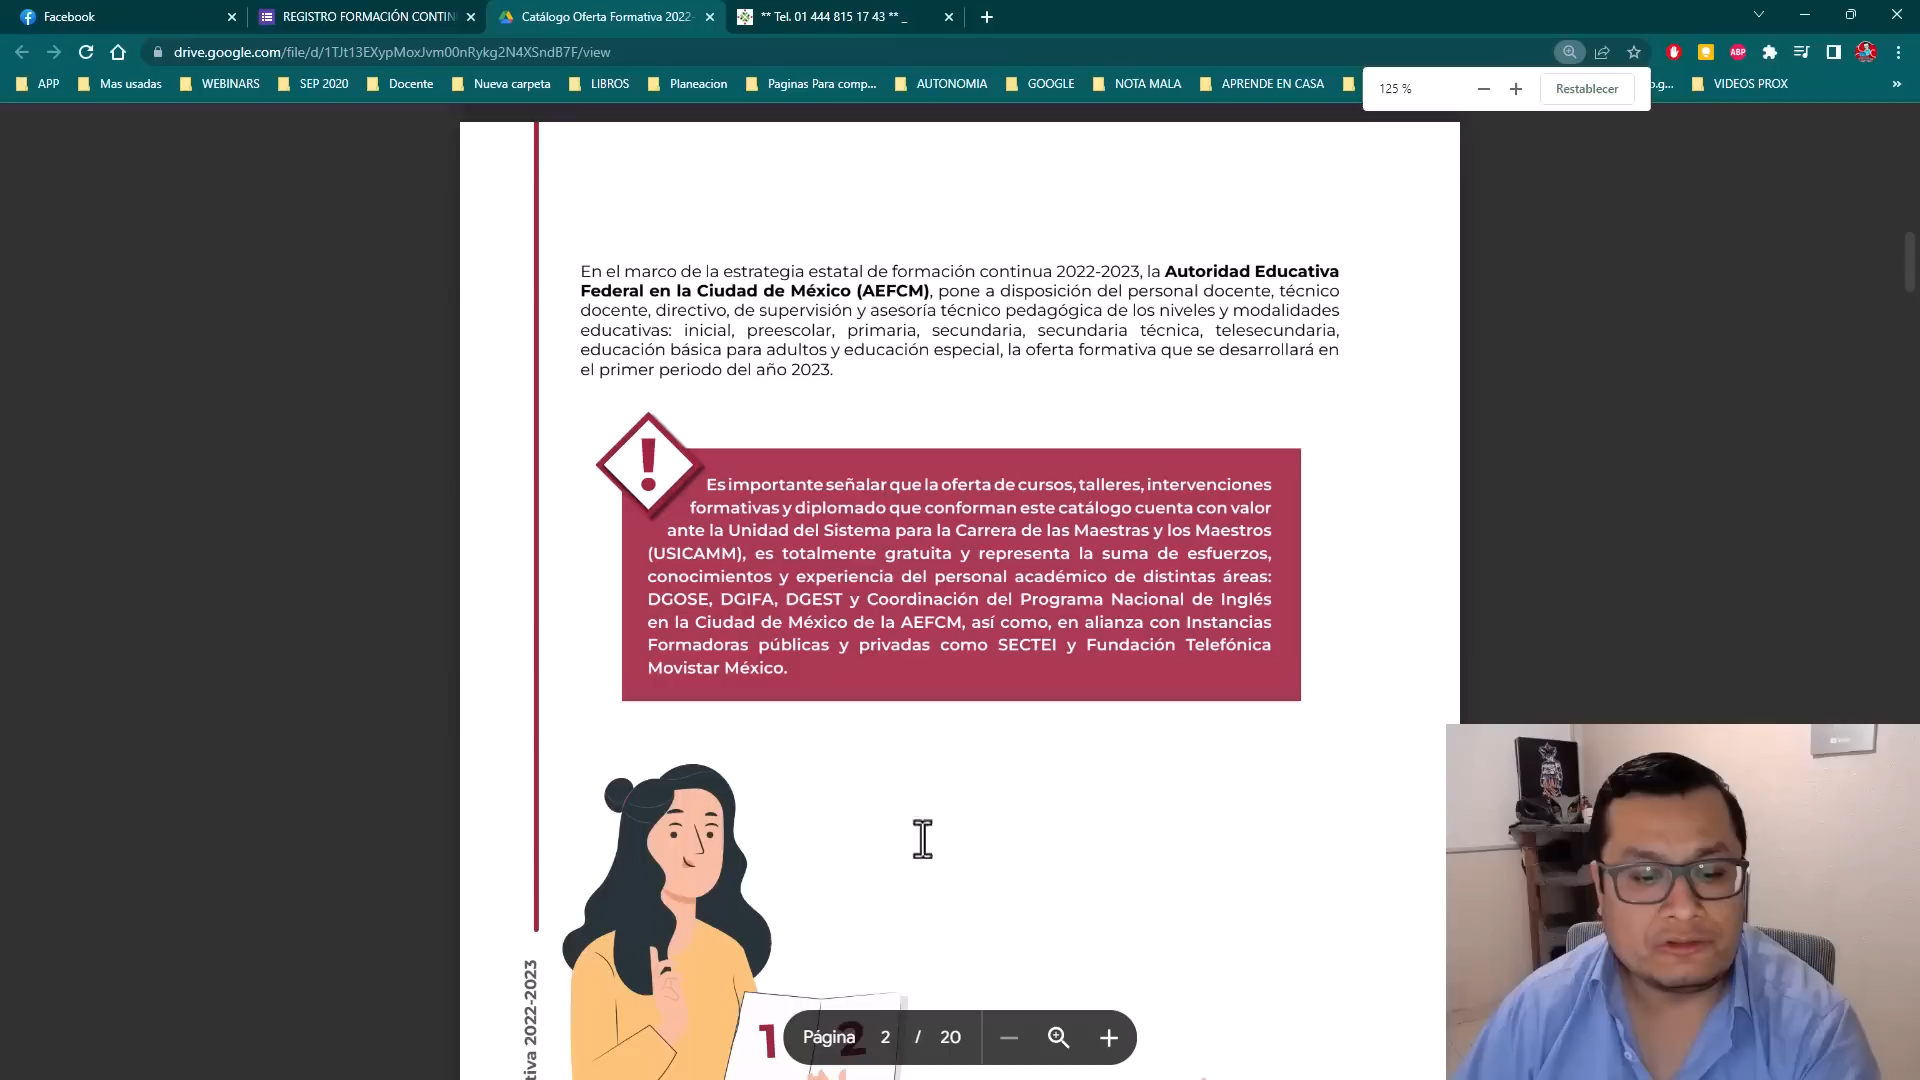 Facebook
REGISTRO FORMACIÓN CONTIN
Catálogo Oferta Formativa 2022-
** Tel. 01 444 815 17 43 ** _
drive.google.com/file/d/1TJt13EXypMoxJvm00nRykg2N4XSndB7F/view
ABP
APP
Mas usadas
WEBINARS
SEP 2020
Docente
Nueva carpeta
LIBROS
Planeacion
Paginas Para comp...
AUTONOMIA
GOOGLE
NOTA MALA
APRENDE EN CASA
o.g...
VIDEOS PROX
»
125 %
Restablecer
En el marco de la estrategia estatal de formación continua 2022-2023, la Autoridad Educativa
Federal en la Ciudad de México (AEFCM), pone a disposición del personal docente, técnico
docente, directivo, de supervisión y asesoría técnico pedagógica de los niveles y modalidades
educativas: inicial, preescolar, primaria, secundaria, secundaria técnica, telesecundaria,
educación básica para adultos y educación especial, la oferta formativa que se desarrollará en
el primer periodo del año 2023.
!
Es importante señalar que la oferta de cursos, talleres, intervenciones
formativas y diplomado que conforman este catálogo cuenta con valor
ante la Unidad del Sistema para la Carrera de las Maestras y los Maestros
(USICAMM), es totalmente gratuita y representa la suma de esfuerzos,
conocimientos y experiencia del personal académico de distintas áreas:
DGOSE, DGIFA, DGEST y Coordinación del Programa Nacional de Inglés
en la Ciudad de México de la AEFCM, así como, en alianza con Instancias
Formadoras públicas y privadas como SECTEI y Fundación Telefónica
Movistar México.
tiva 2022-2023
1 2
Página 2 / 20